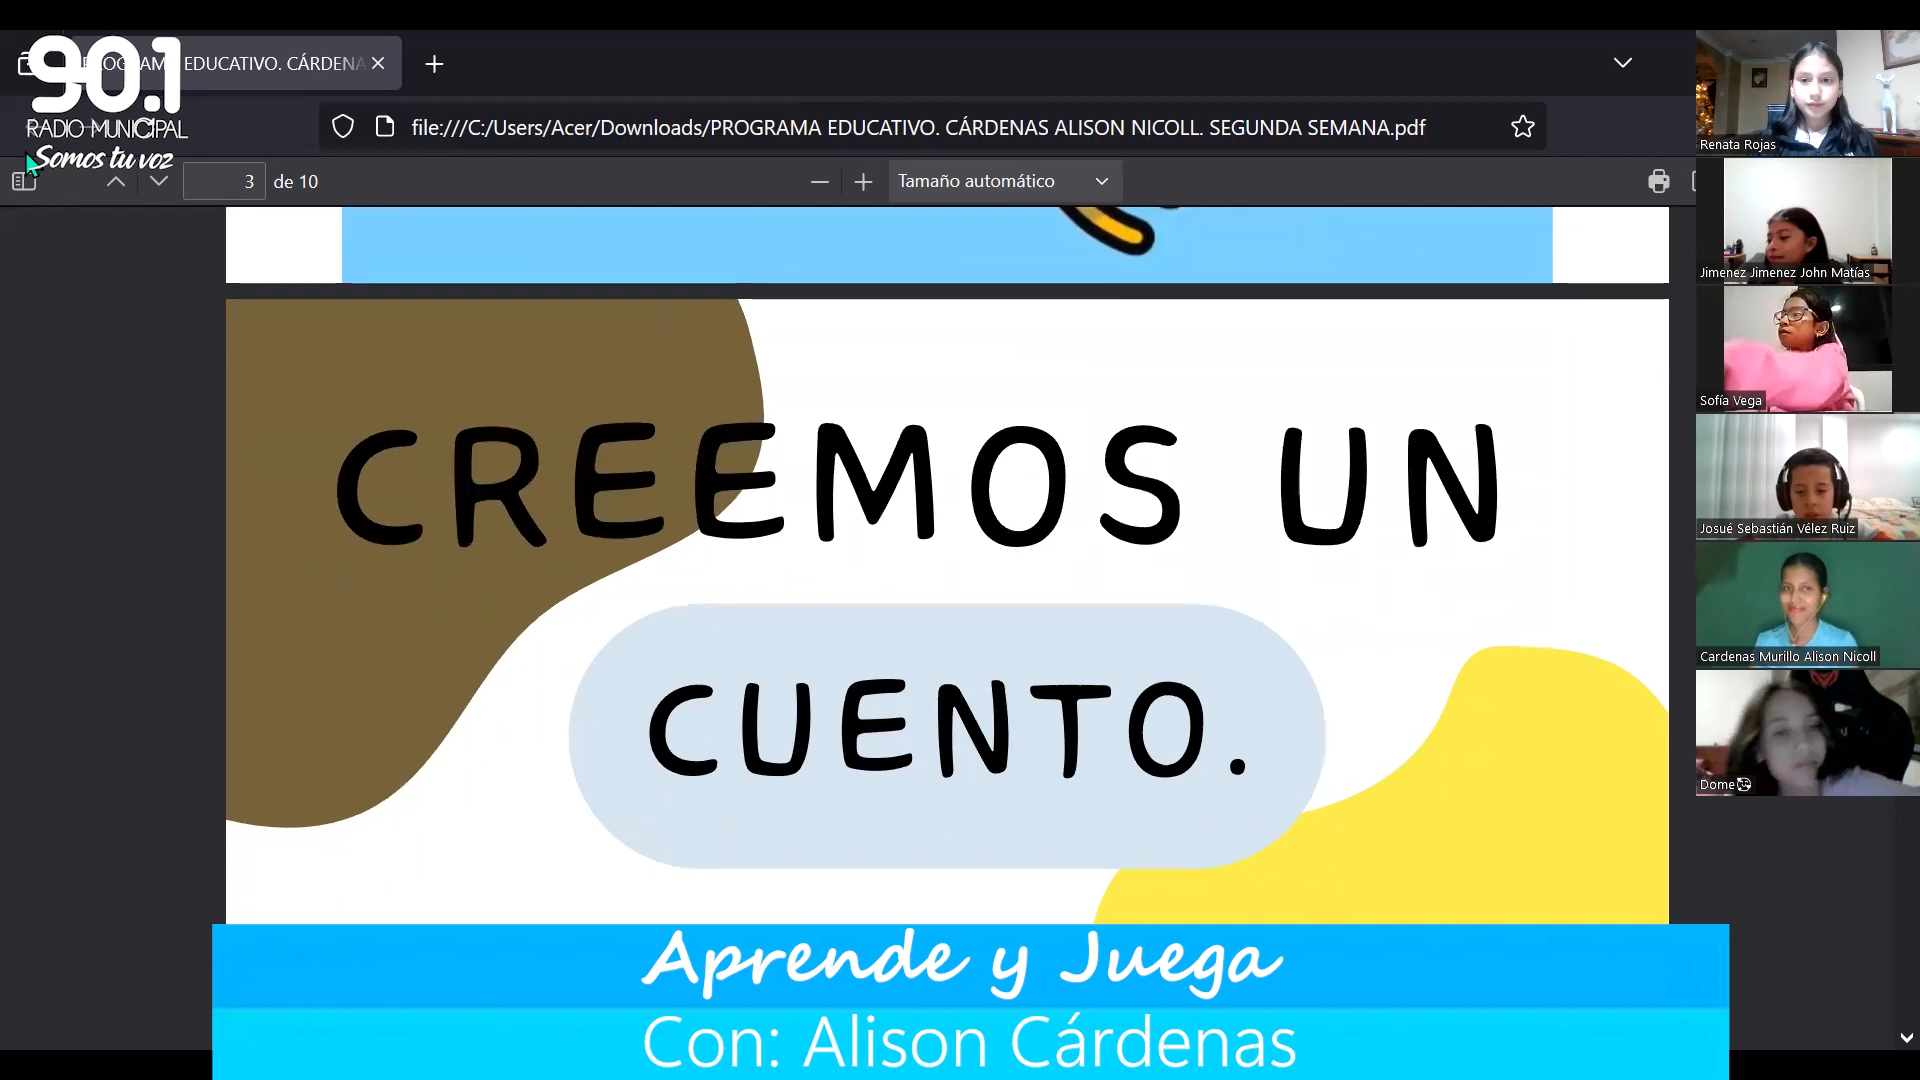 90.1
RADIO MUNICIPAL
Somos tu voz
EDUCATIVO. CÁRDENA
file:///C:/Users/Acer/Downloads/PROGRAMA EDUCATIVO. CÁRDENAS ALISON NICOLL. SEGUNDA SEMANA.pdf
3 de 10
Tamaño automático
CREEMOS UN
CUENTO.
Renata Rojas
Jimenez Jimenez John Matías
Sofía Vega
Josué Sebastián Vélez Ruiz
Cardenas Murillo Alison Nicoll
Dome
Aprende y Juega
Con: Alison Cárdenas